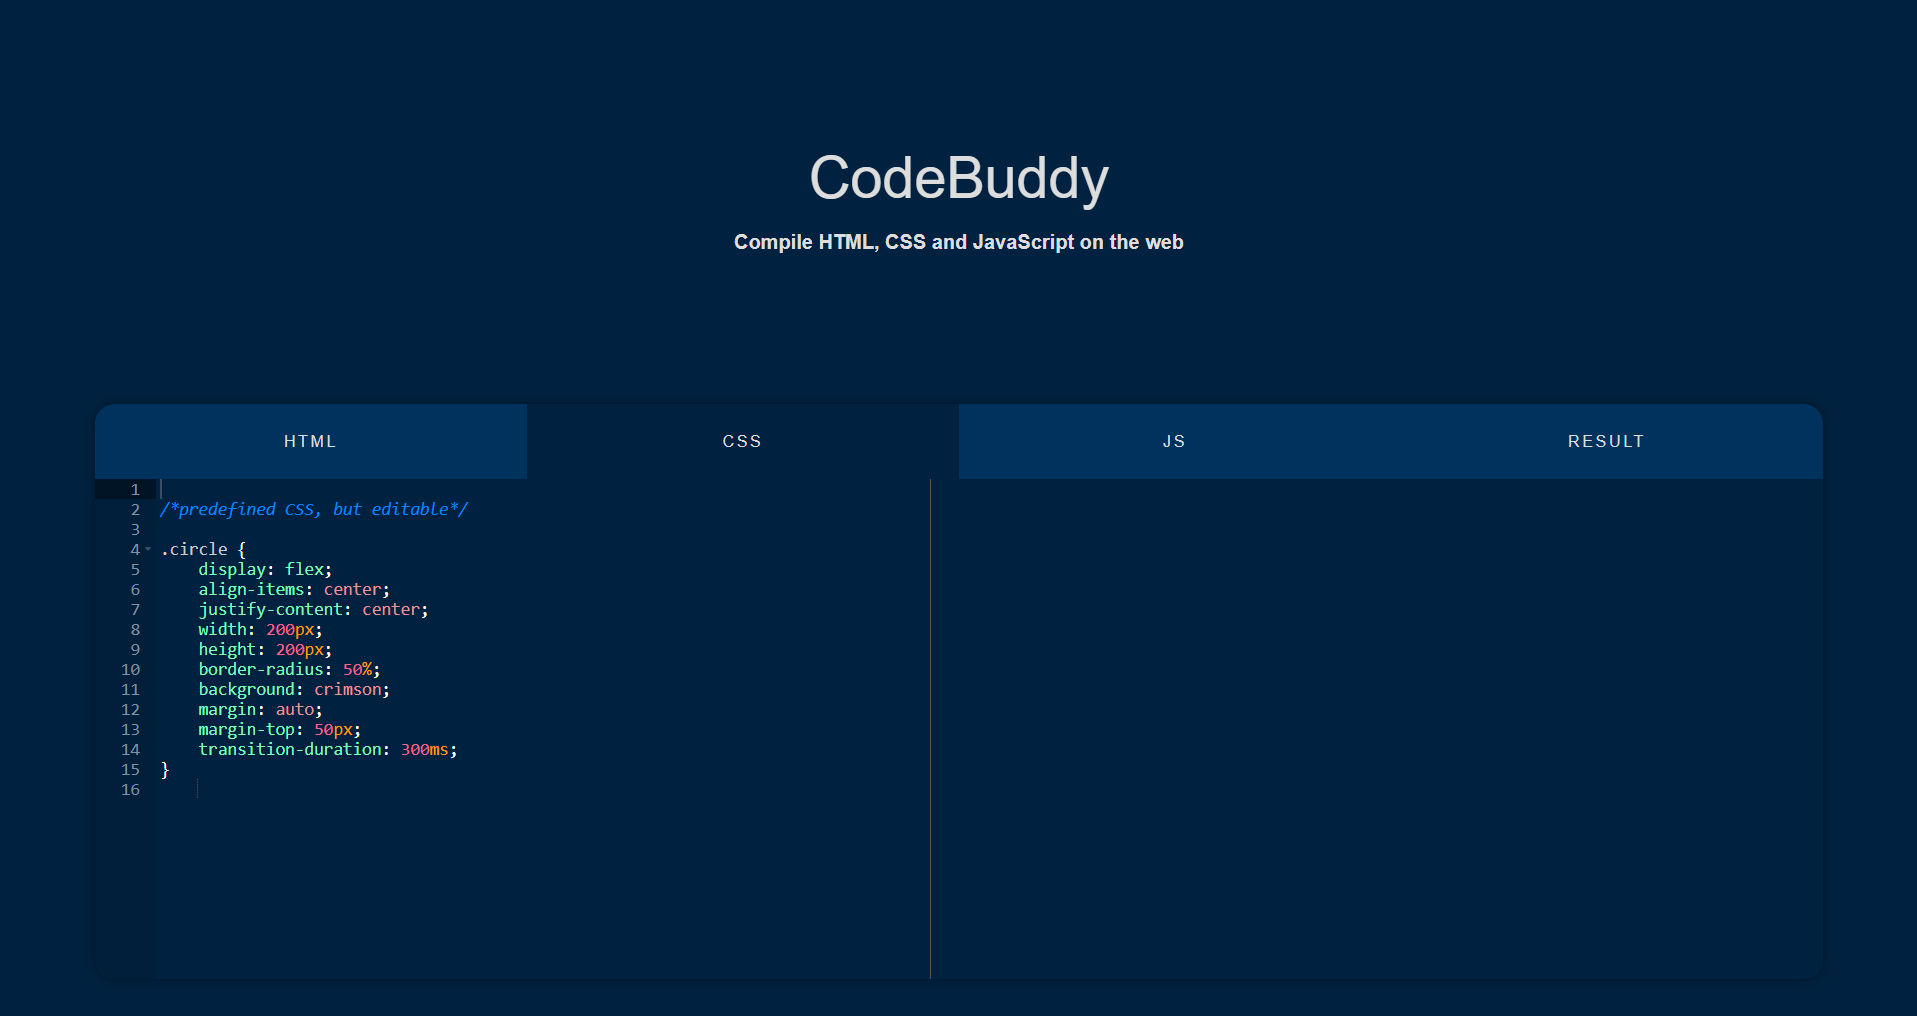 CodeBuddy
Compile HTML, CSS and JavaScript on the web
HTML CSS JS RESULT
1
2 /*predefined CSS, but editable*/
3
4 .circle {
5     display: flex;
6     align-items: center;
7     justify-content: center;
8     width: 200px;
9     height: 200px;
10     border-radius: 50%;
11     background: crimson;
12     margin: auto;
13     margin-top: 50px;
14     transition-duration: 300ms;
15 }
16